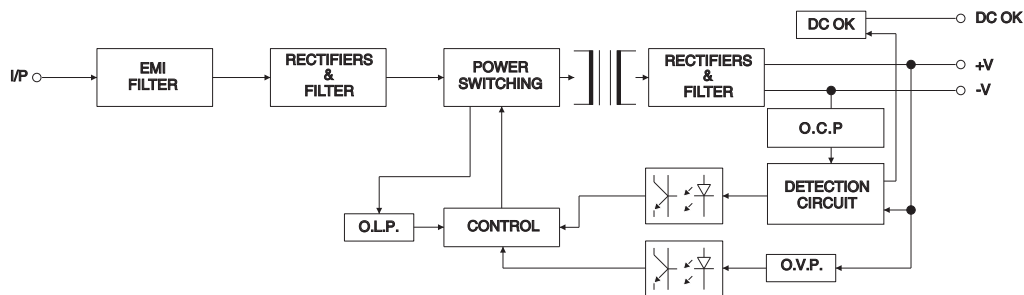 DC OK
DC OK
I/P
EMI
FILTER
RECTIFIERS
&
FILTER
POWER
SWITCHING
RECTIFIERS
&
FILTER
+V
-V
O.C.P
DETECTION
CIRCUIT
O.L.P.
CONTROL
O.V.P.